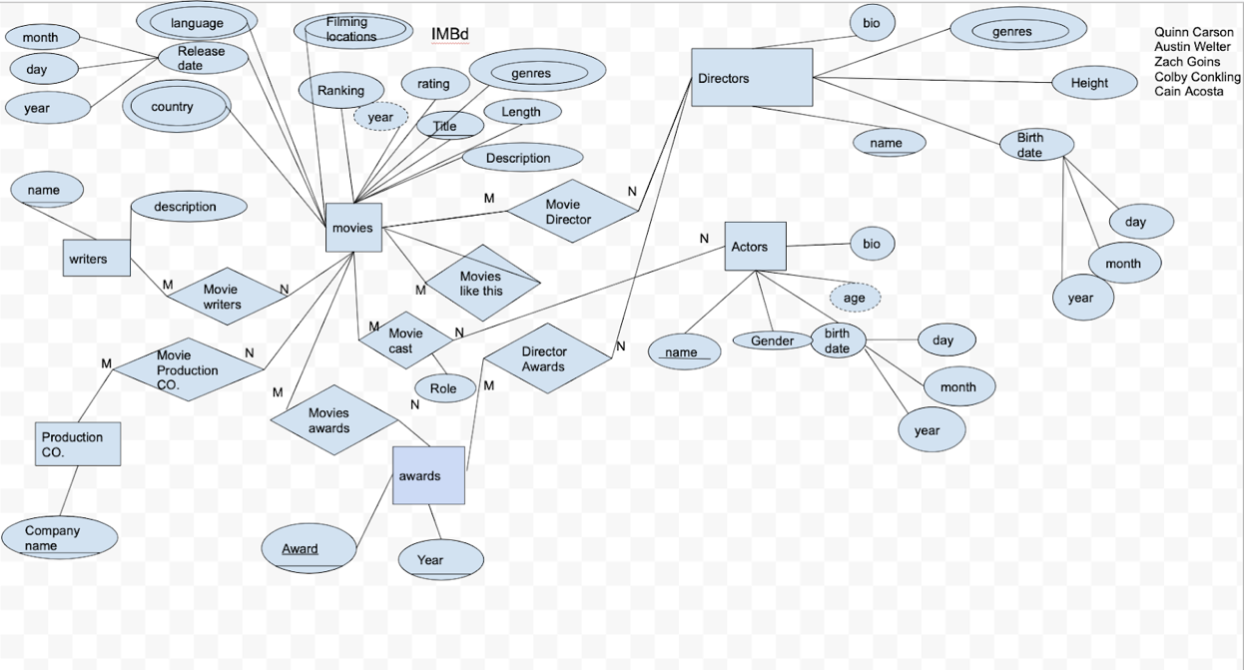 language
Filming
locations
IMBd
bio
genres
Quinn Carson
Austin Welter
Zach Goins
Colby Conkling
Cain Acosta
month
Release
date
day
year
country
Ranking
rating
genres
year
Title
Length
Description
Directors
Height
name
Birth
date
day
month
year
name
description
writers
movies
M
N
Movie
Director
M
Movie
writers
N
M
Movies
like this
N
Actors
bio
age
name
Gender
birth
date
day
month
year
M
Movie
Production
CO.
N
M
Movie
cast
N
Role
Director
Awards
N
M
M
Movies
awards
N
Production
CO.
awards
Company
name
Award
Year